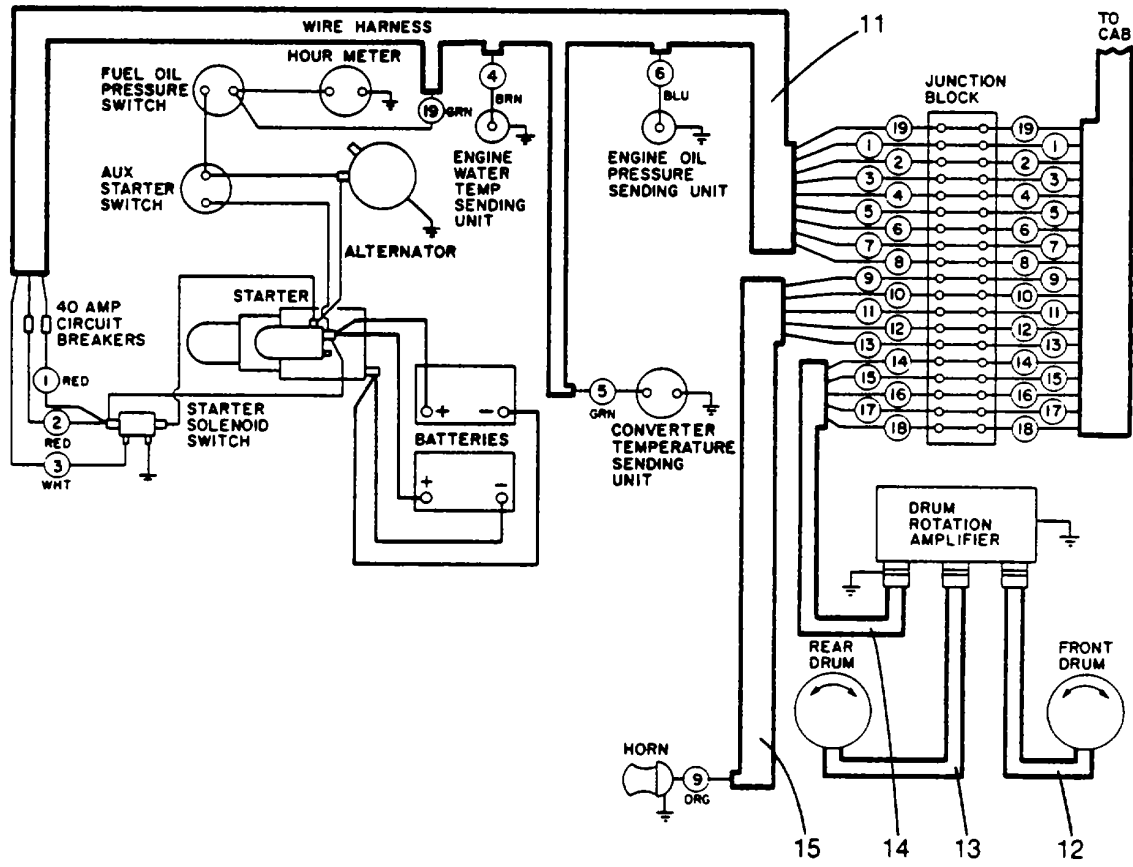 WIRE HARNESS
11
TO
CAB
HOUR METER
FUEL OIL
PRESSURE
SWITCH
4
6
JUNCTION
BLOCK
BRN
BLU
19
GRN
19
19
1
1
2
2
3
3
4
4
5
5
6
6
7
7
8
8
9
9
10
10
11
11
12
12
13
13
14
14
15
15
16
16
17
17
18
18
ENGINE
WATER
TEMP
SENDING
UNIT
ENGINE OIL
PRESSURE
SENDING UNIT
AUX
STARTER
SWITCH
ALTERNATOR
STARTER
40 AMP
CIRCUIT
BREAKERS
1
RED
2
RED
3
WHT
STARTER
SOLENOID
SWITCH
+
−
BATTERIES
+
−
5
GRN
CONVERTER
TEMPERATURE
SENDING
UNIT
DRUM
ROTATION
AMPLIFIER
REAR
DRUM
FRONT
DRUM
HORN
9
ORG
15
14
13
12